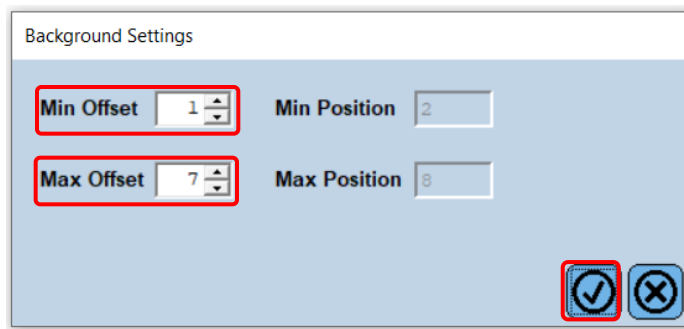 Background Settings
Min Offset 1 Min Position 2
Max Offset 7 Max Position 8